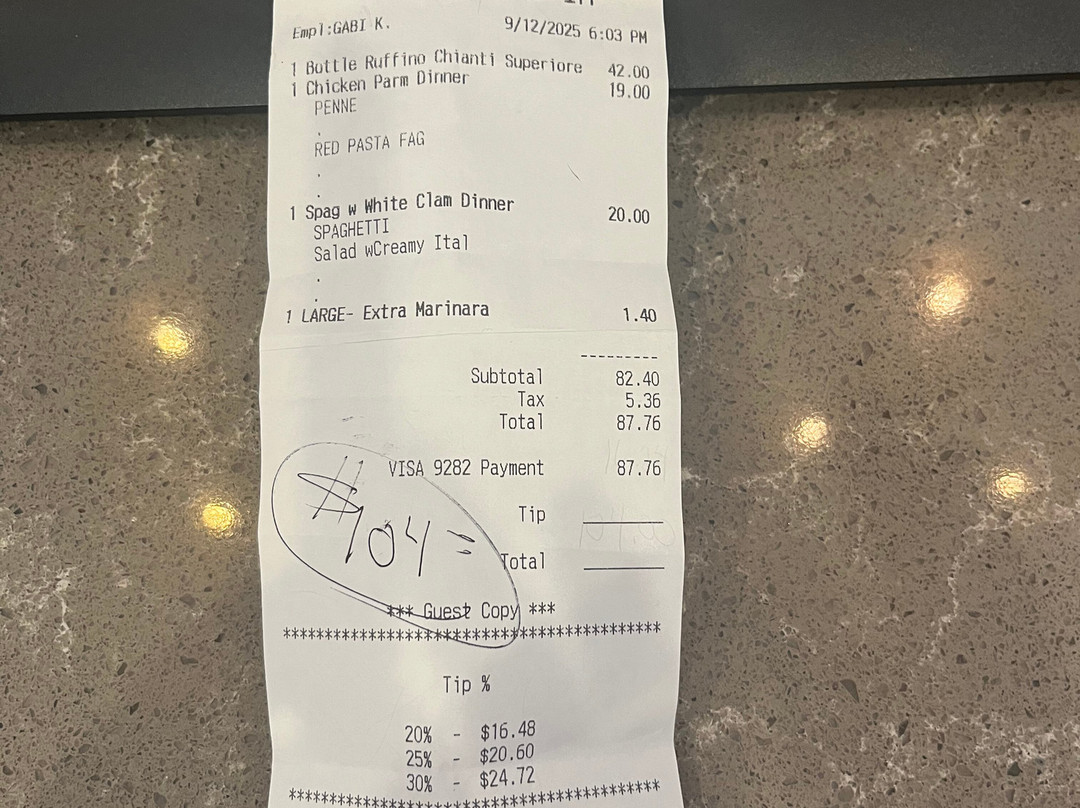 Empl:GABI K.
9/12/2025 6:03 PM
1 Bottle Ruffino Chianti Superiore 42.00
1 Chicken Parm Dinner 19.00
PENNE
.
RED PASTA FAG
.
.
1 Spag w White Clam Dinner 20.00
SPAGHETTI
Salad wCreamy Ital
.
.
1 LARGE- Extra Marinara 1.40
---------
Subtotal 82.40
Tax 5.36
Total 87.76
VISA 9282 Payment 87.76
Tip
$104=
Total
*** Guest Copy ***
******************************************
Tip %
20% - $16.48
25% - $20.60
30% - $24.72
******************************************